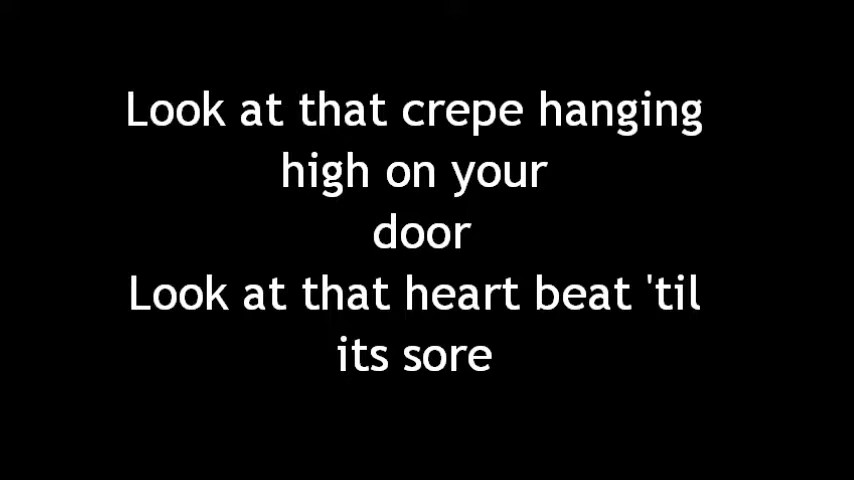 Look at that crepe hanging
high on your
door
Look at that heart beat 'til
its sore